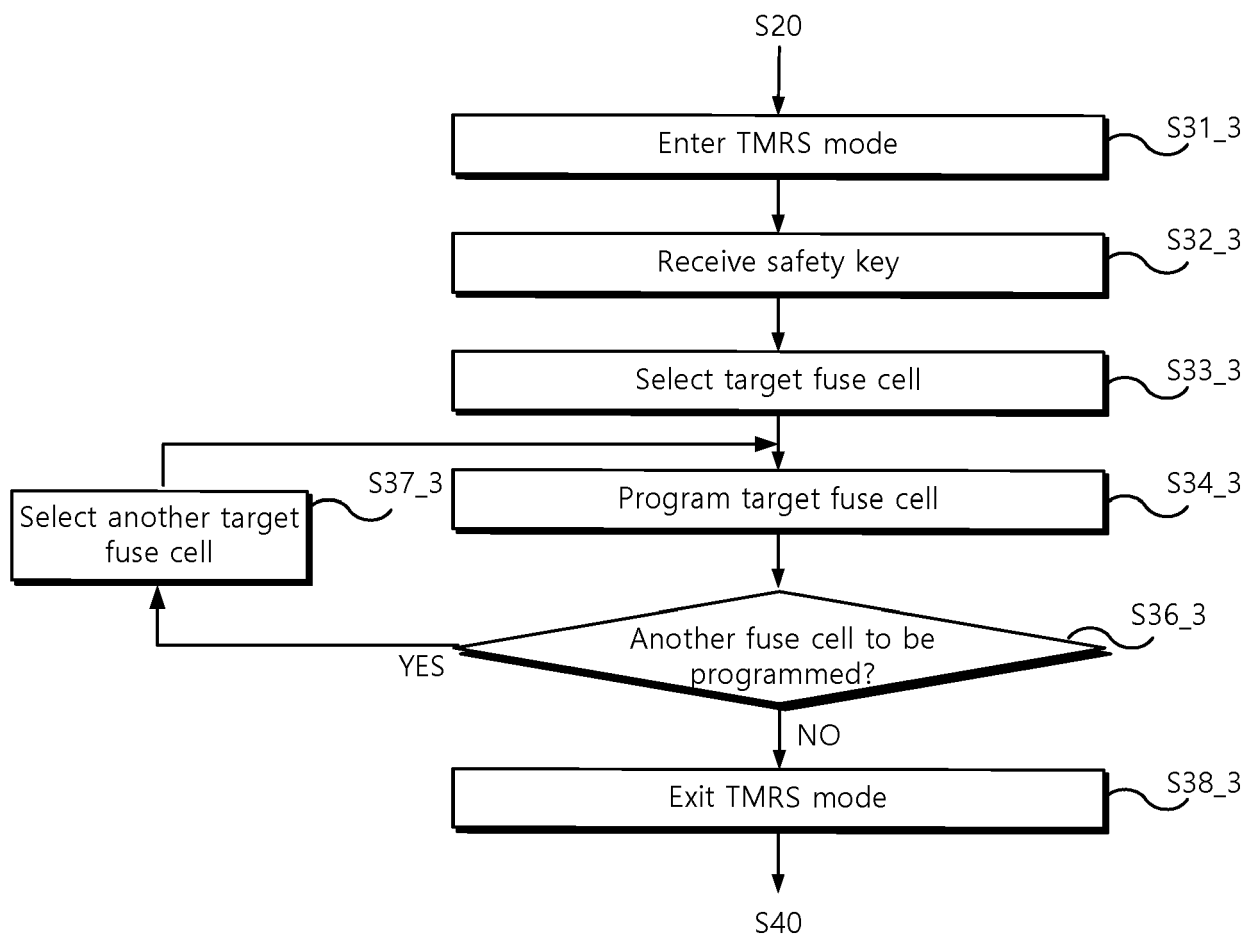 S20
Enter TMRS mode
S31_3
Receive safety key
S32_3
Select target fuse cell
S33_3
Program target fuse cell
S34_3
Select another target
fuse cell
S37_3
Another fuse cell to be
programmed?
S36_3
YES
NO
Exit TMRS mode
S38_3
S40